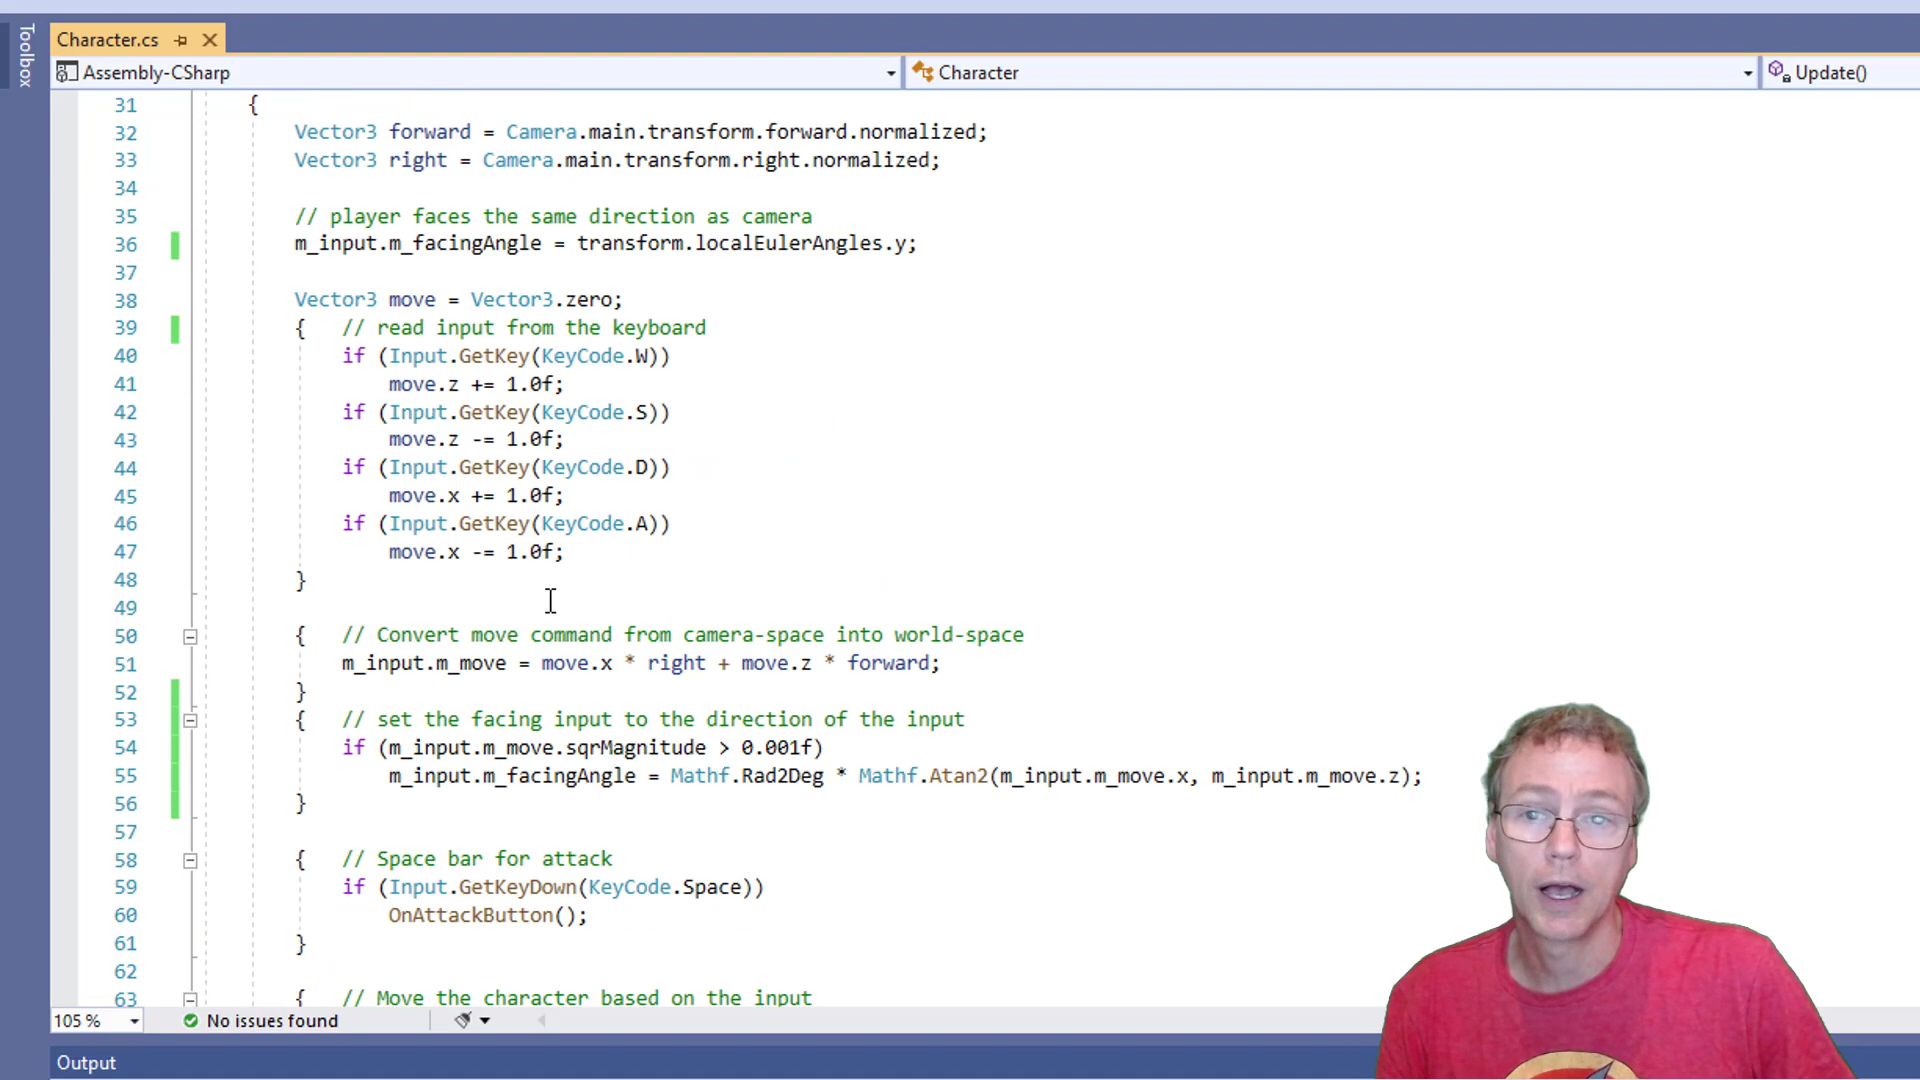 Toolbox
Character.cs
Assembly-CSharp
Character
Update()
31 {
32 Vector3 forward = Camera.main.transform.forward.normalized;
33 Vector3 right = Camera.main.transform.right.normalized;
34
35 // player faces the same direction as camera
36 m_input.m_facingAngle = transform.localEulerAngles.y;
37
38 Vector3 move = Vector3.zero;
39 { // read input from the keyboard
40 if (Input.GetKey(KeyCode.W))
41 move.z += 1.0f;
42 if (Input.GetKey(KeyCode.S))
43 move.z -= 1.0f;
44 if (Input.GetKey(KeyCode.D))
45 move.x += 1.0f;
46 if (Input.GetKey(KeyCode.A))
47 move.x -= 1.0f;
48 }
49
50 { // Convert move command from camera-space into world-space
51 m_input.m_move = move.x * right + move.z * forward;
52 }
53 { // set the facing input to the direction of the input
54 if (m_input.m_move.sqrMagnitude > 0.001f)
55 m_input.m_facingAngle = Mathf.Rad2Deg * Mathf.Atan2(m_input.m_move.x, m_input.m_move.z);
56 }
57
58 { // Space bar for attack
59 if (Input.GetKeyDown(KeyCode.Space))
60 OnAttackButton();
61 }
62
63 { // Move the character based on the input
105 %
No issues found
Output